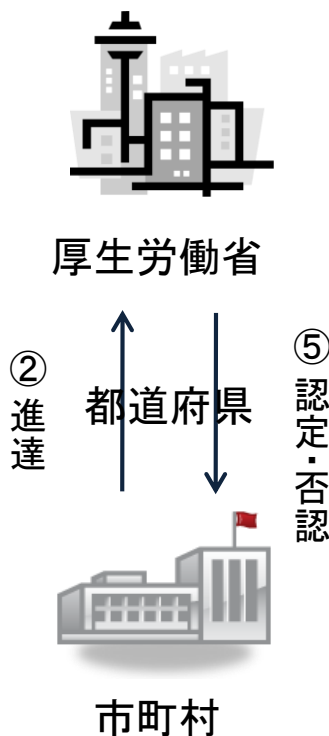 厚生労働省
②進達
都道府県
⑤認定・否認
市町村